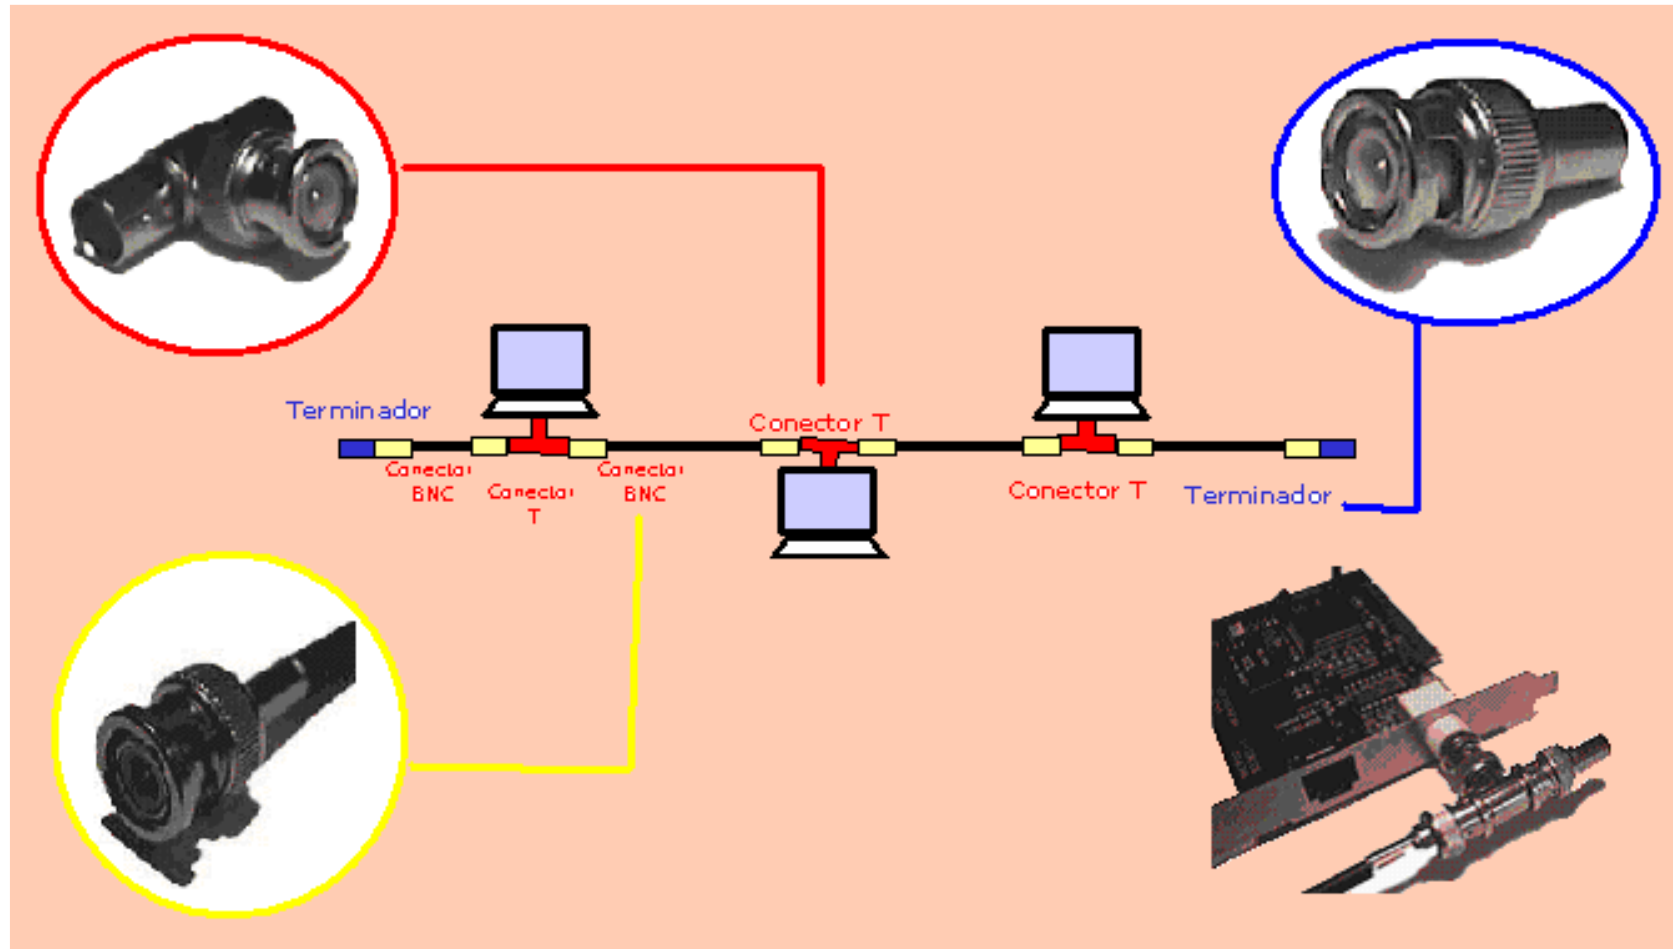 Terminador
Conector T
Conector
BNC
Conector
T
Conector
BNC
Conector T
Terminador